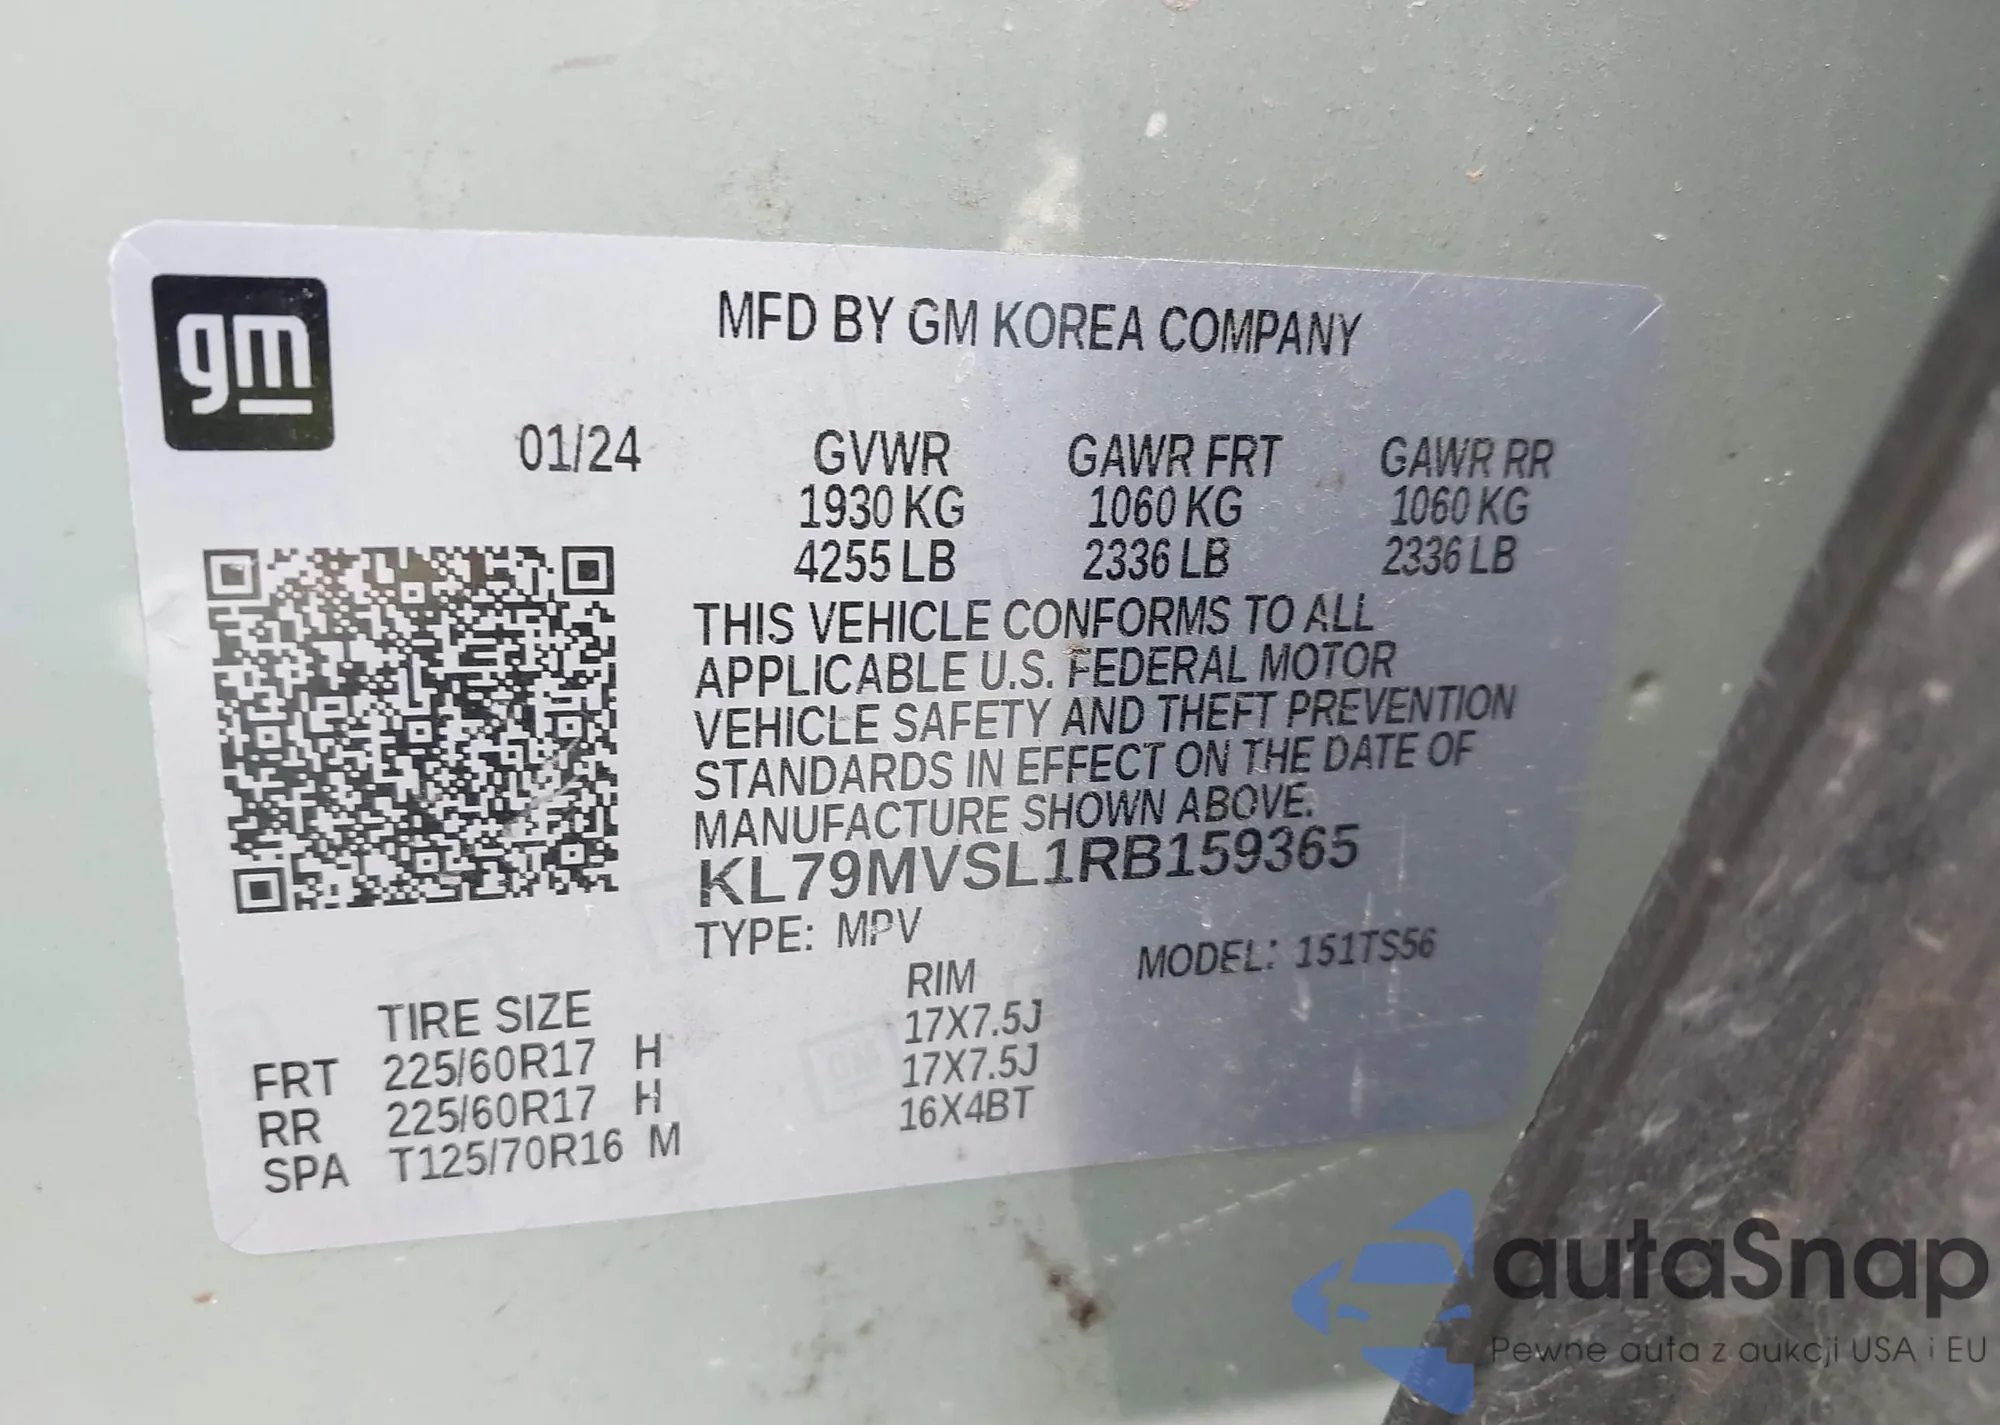 gm
MFD BY GM KOREA COMPANY
01/24 GVWR GAWR FRT GAWR RR
1930 KG 1060 KG 1060 KG
4255 LB 2336 LB 2336 LB
THIS VEHICLE CONFORMS TO ALL
APPLICABLE U.S. FEDERAL MOTOR
VEHICLE SAFETY AND THEFT PREVENTION
STANDARDS IN EFFECT ON THE DATE OF
MANUFACTURE SHOWN ABOVE.
KL79MVSL1RB159365
TYPE: MPV MODEL: 151TS56
TIRE SIZE RIM
FRT 225/60R17 H 17X7.5J
RR 225/60R17 H 17X7.5J
SPA T125/70R16 M 16X4BT
GM
autaSnap
Pewne auta z aukcji USA i EU